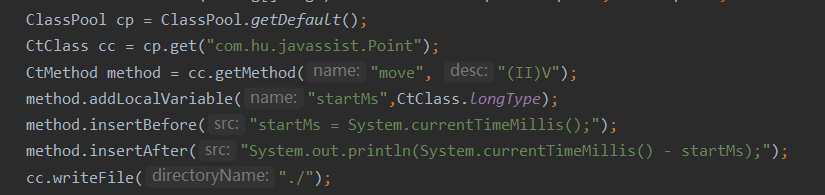 ClassPool cp = ClassPool.getDefault();
CtClass cc = cp.get("com.hu.javassist.Point");
CtMethod method = cc.getMethod( name: "move", desc: "(II)V");
method.addLocalVariable( name: "startMs",CtClass.longType);
method.insertBefore( src: "startMs = System.currentTimeMillis();");
method.insertAfter( src: "System.out.println(System.currentTimeMillis() - startMs);");
cc.writeFile( directoryName: "./");